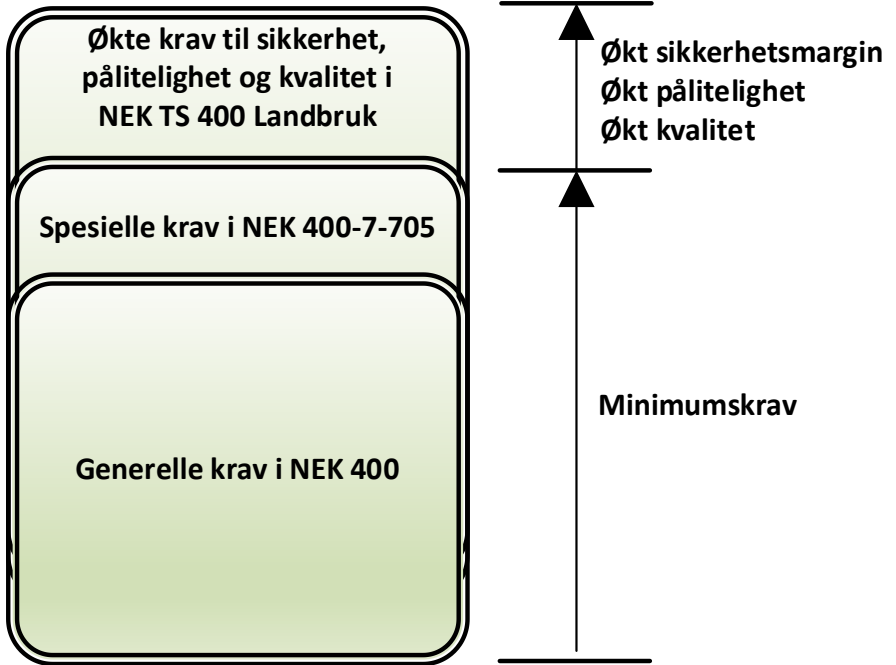 Økte krav til sikkerhet,
pålitelighet og kvalitet i
NEK TS 400 Landbruk
Økt sikkerhetsmargin
Økt pålitelighet
Økt kvalitet
Spesielle krav i NEK 400-7-705
Minimumskrav
Generelle krav i NEK 400